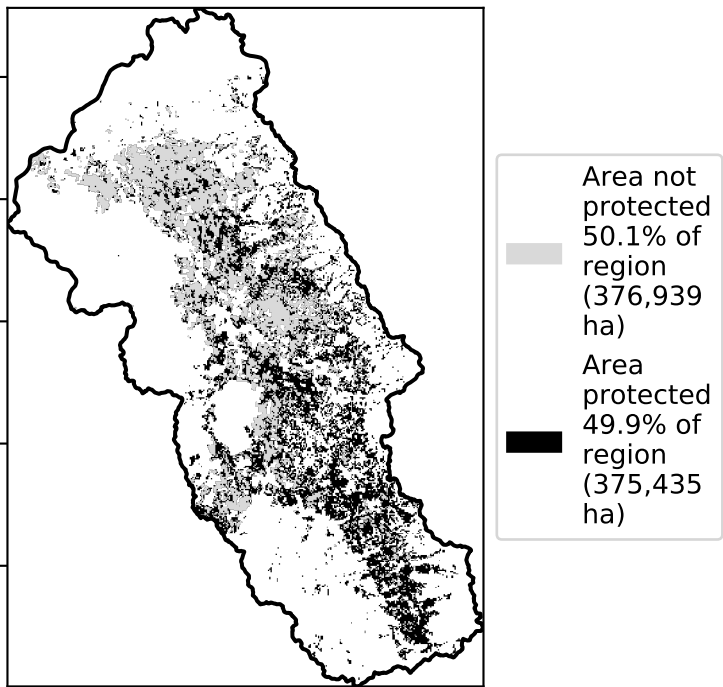 Area not
protected
50.1% of
region
(376,939
ha)
Area
protected
49.9% of
region
(375,435
ha)